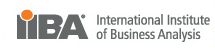 IIBA® International Institute
of Business Analysis